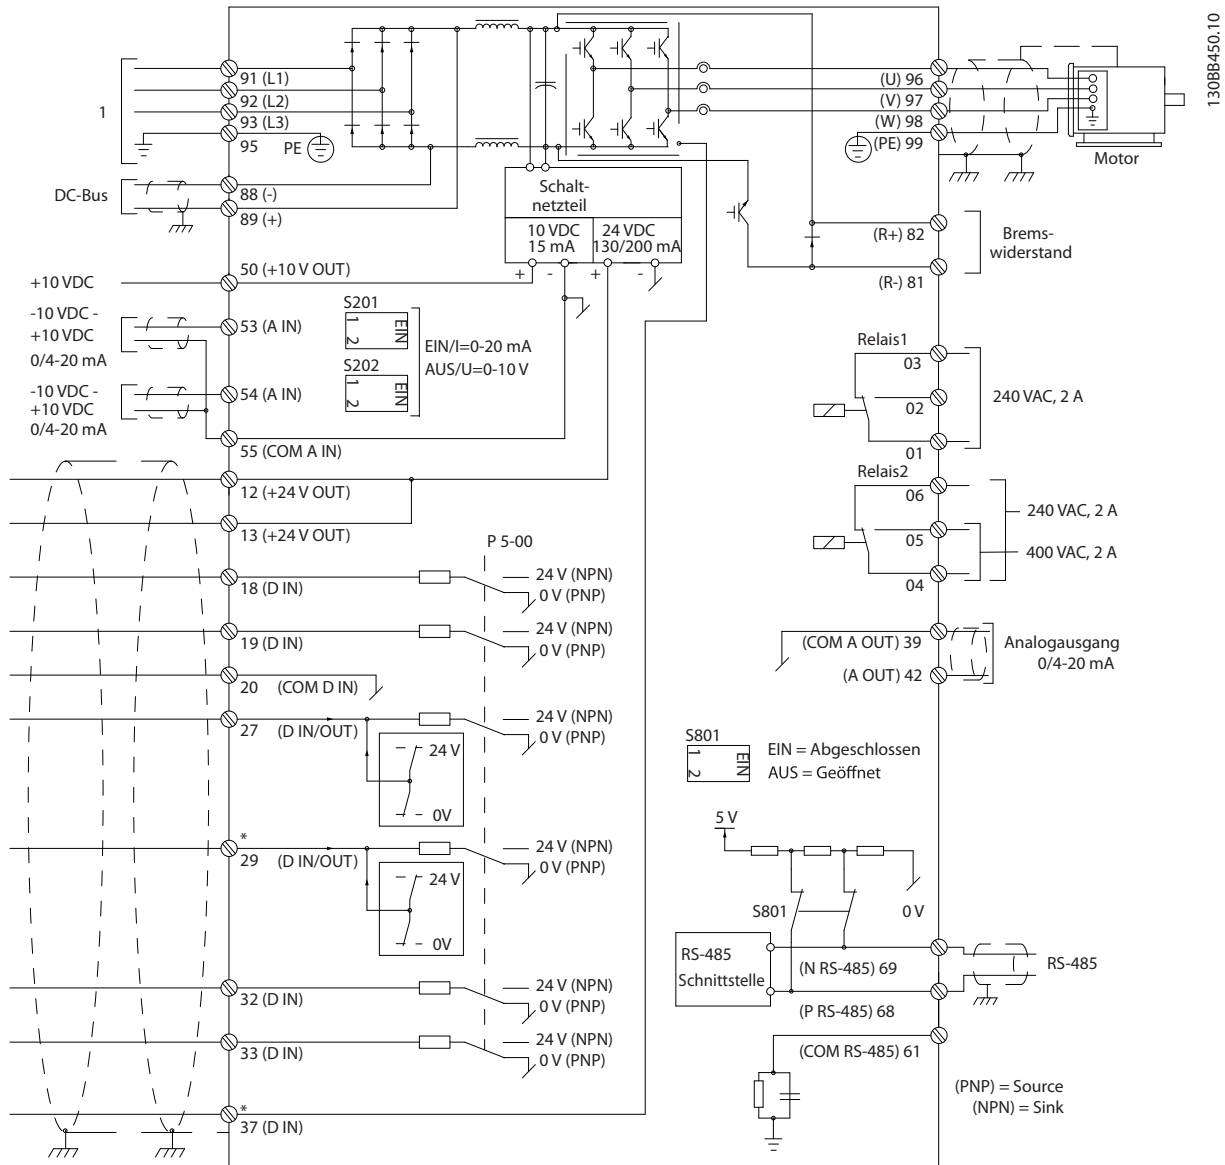 130BB450.10
1
91 (L1)
92 (L2)
93 (L3)
95
PE
DC-Bus
88 (-)
89 (+)
Schalt-
netzteil
10 VDC
15 mA
24 VDC
130/200 mA
+ - + -
(U) 96
(V) 97
(W) 98
(PE) 99
Motor
(R+) 82
(R-) 81
Brems-
widerstand
+10 VDC
50 (+10 V OUT)
-10 VDC -
+10 VDC
0/4-20 mA
53 (A IN)
-10 VDC -
+10 VDC
0/4-20 mA
54 (A IN)
55 (COM A IN)
S201
1
2
EIN
S202
1
2
EIN
EIN/I=0-20 mA
AUS/U=0-10 V
Relais1
03
02
01
240 VAC, 2 A
Relais2
06
05
04
240 VAC, 2 A
400 VAC, 2 A
12 (+24 V OUT)
13 (+24 V OUT)
P 5-00
18 (D IN)
24 V (NPN)
0 V (PNP)
19 (D IN)
24 V (NPN)
0 V (PNP)
20 (COM D IN)
27 (D IN/OUT)
24 V (NPN)
0 V (PNP)
24 V
0V
*
29 (D IN/OUT)
24 V (NPN)
0 V (PNP)
24 V
0V
32 (D IN)
24 V (NPN)
0 V (PNP)
33 (D IN)
24 V (NPN)
0 V (PNP)
*
37 (D IN)
(COM A OUT) 39
(A OUT) 42
Analogausgang
0/4-20 mA
S801
1
2
EIN
EIN = Abgeschlossen
AUS = Geöffnet
5 V
S801
0 V
RS-485
Schnittstelle
(N RS-485) 69
(P RS-485) 68
(COM RS-485) 61
RS-485
(PNP) = Source
(NPN) = Sink